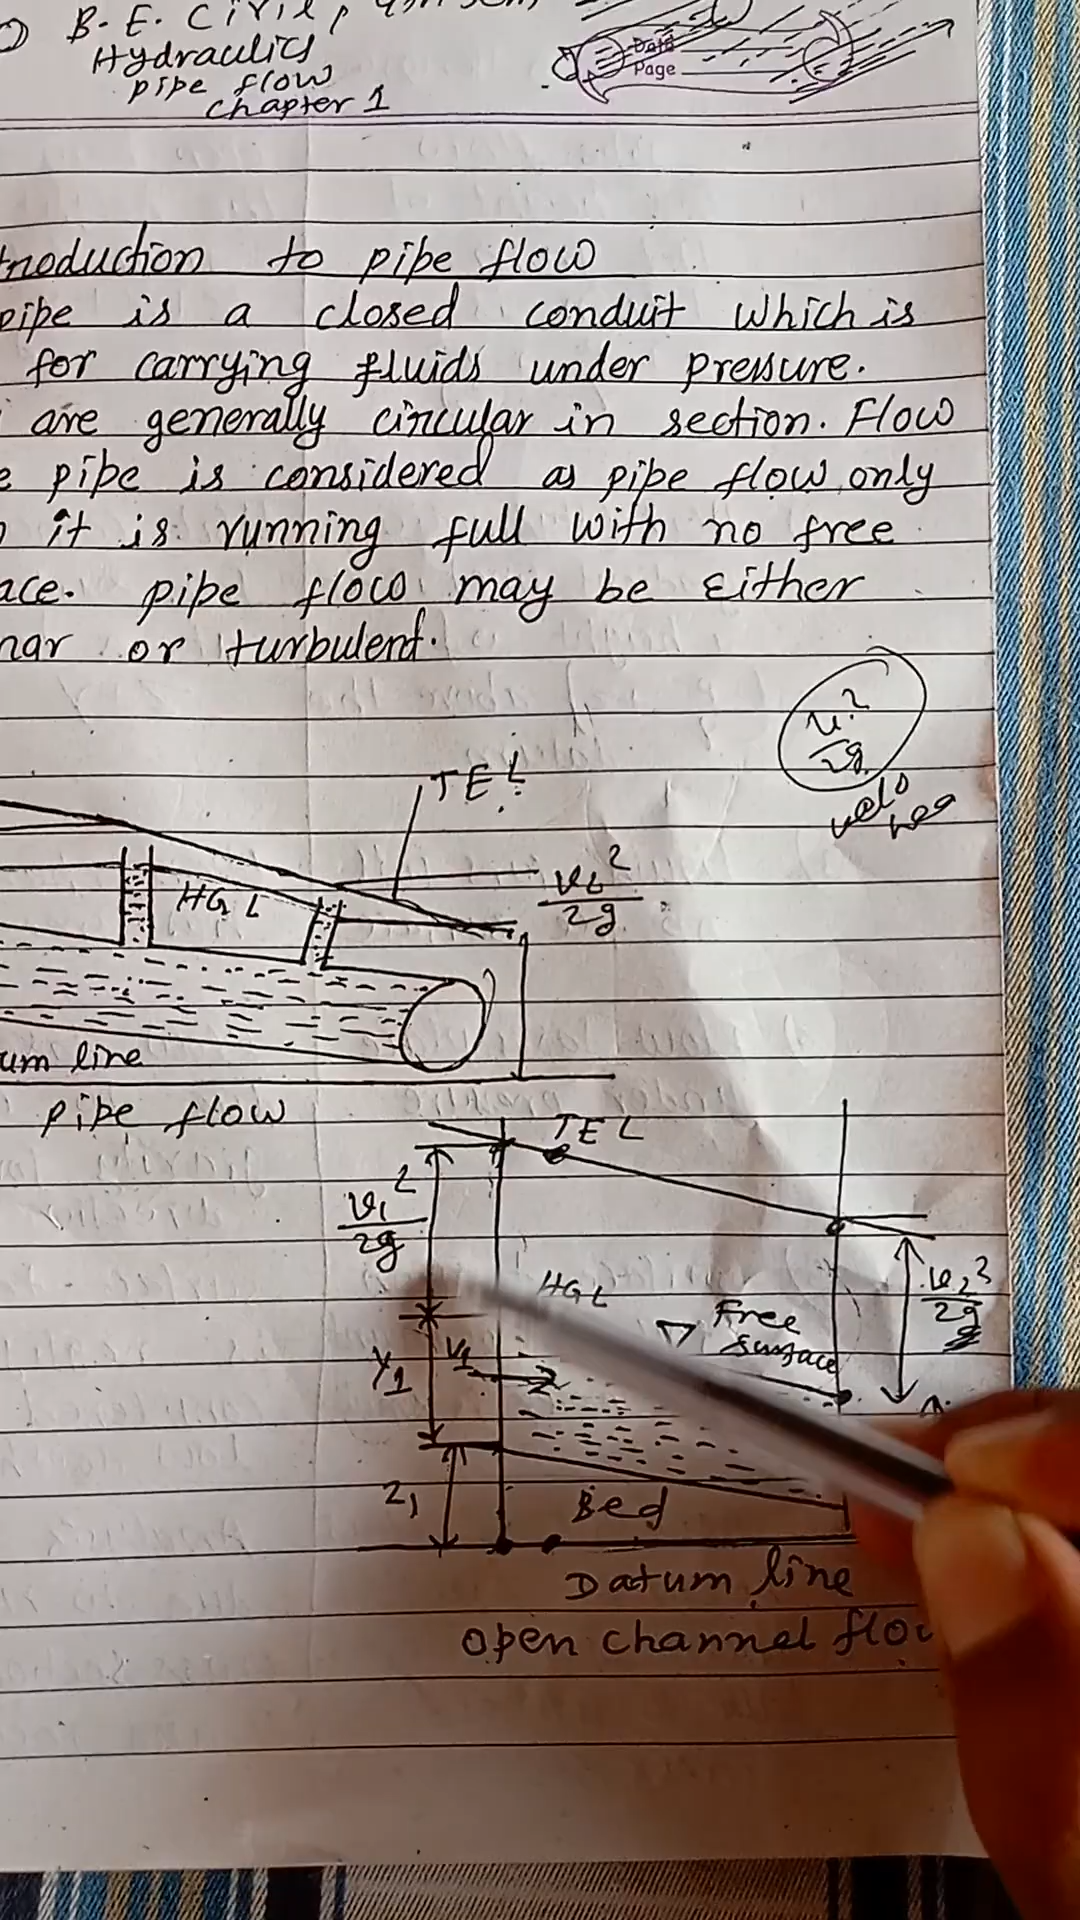 B.E. Civil,
Hydraulics
pipe flow
chapter 1
Date
Page
troduction to pipe flow
pipe is a closed conduit which is
for carrying fluids under pressure.
are generally circular in section. Flow
e pipe is considered as pipe flow only
it is running full with no free
ace. pipe flow may be Either
nar or turbulent.
v²/2g
velo
TEL
HGL
v₂²/2g
um line
pipe flow
TEL
v₁²/2g
HGL
Free
surface
v₂²/2g
Y₁
V₁
Z₁
Bed
Datum line
open channel flo